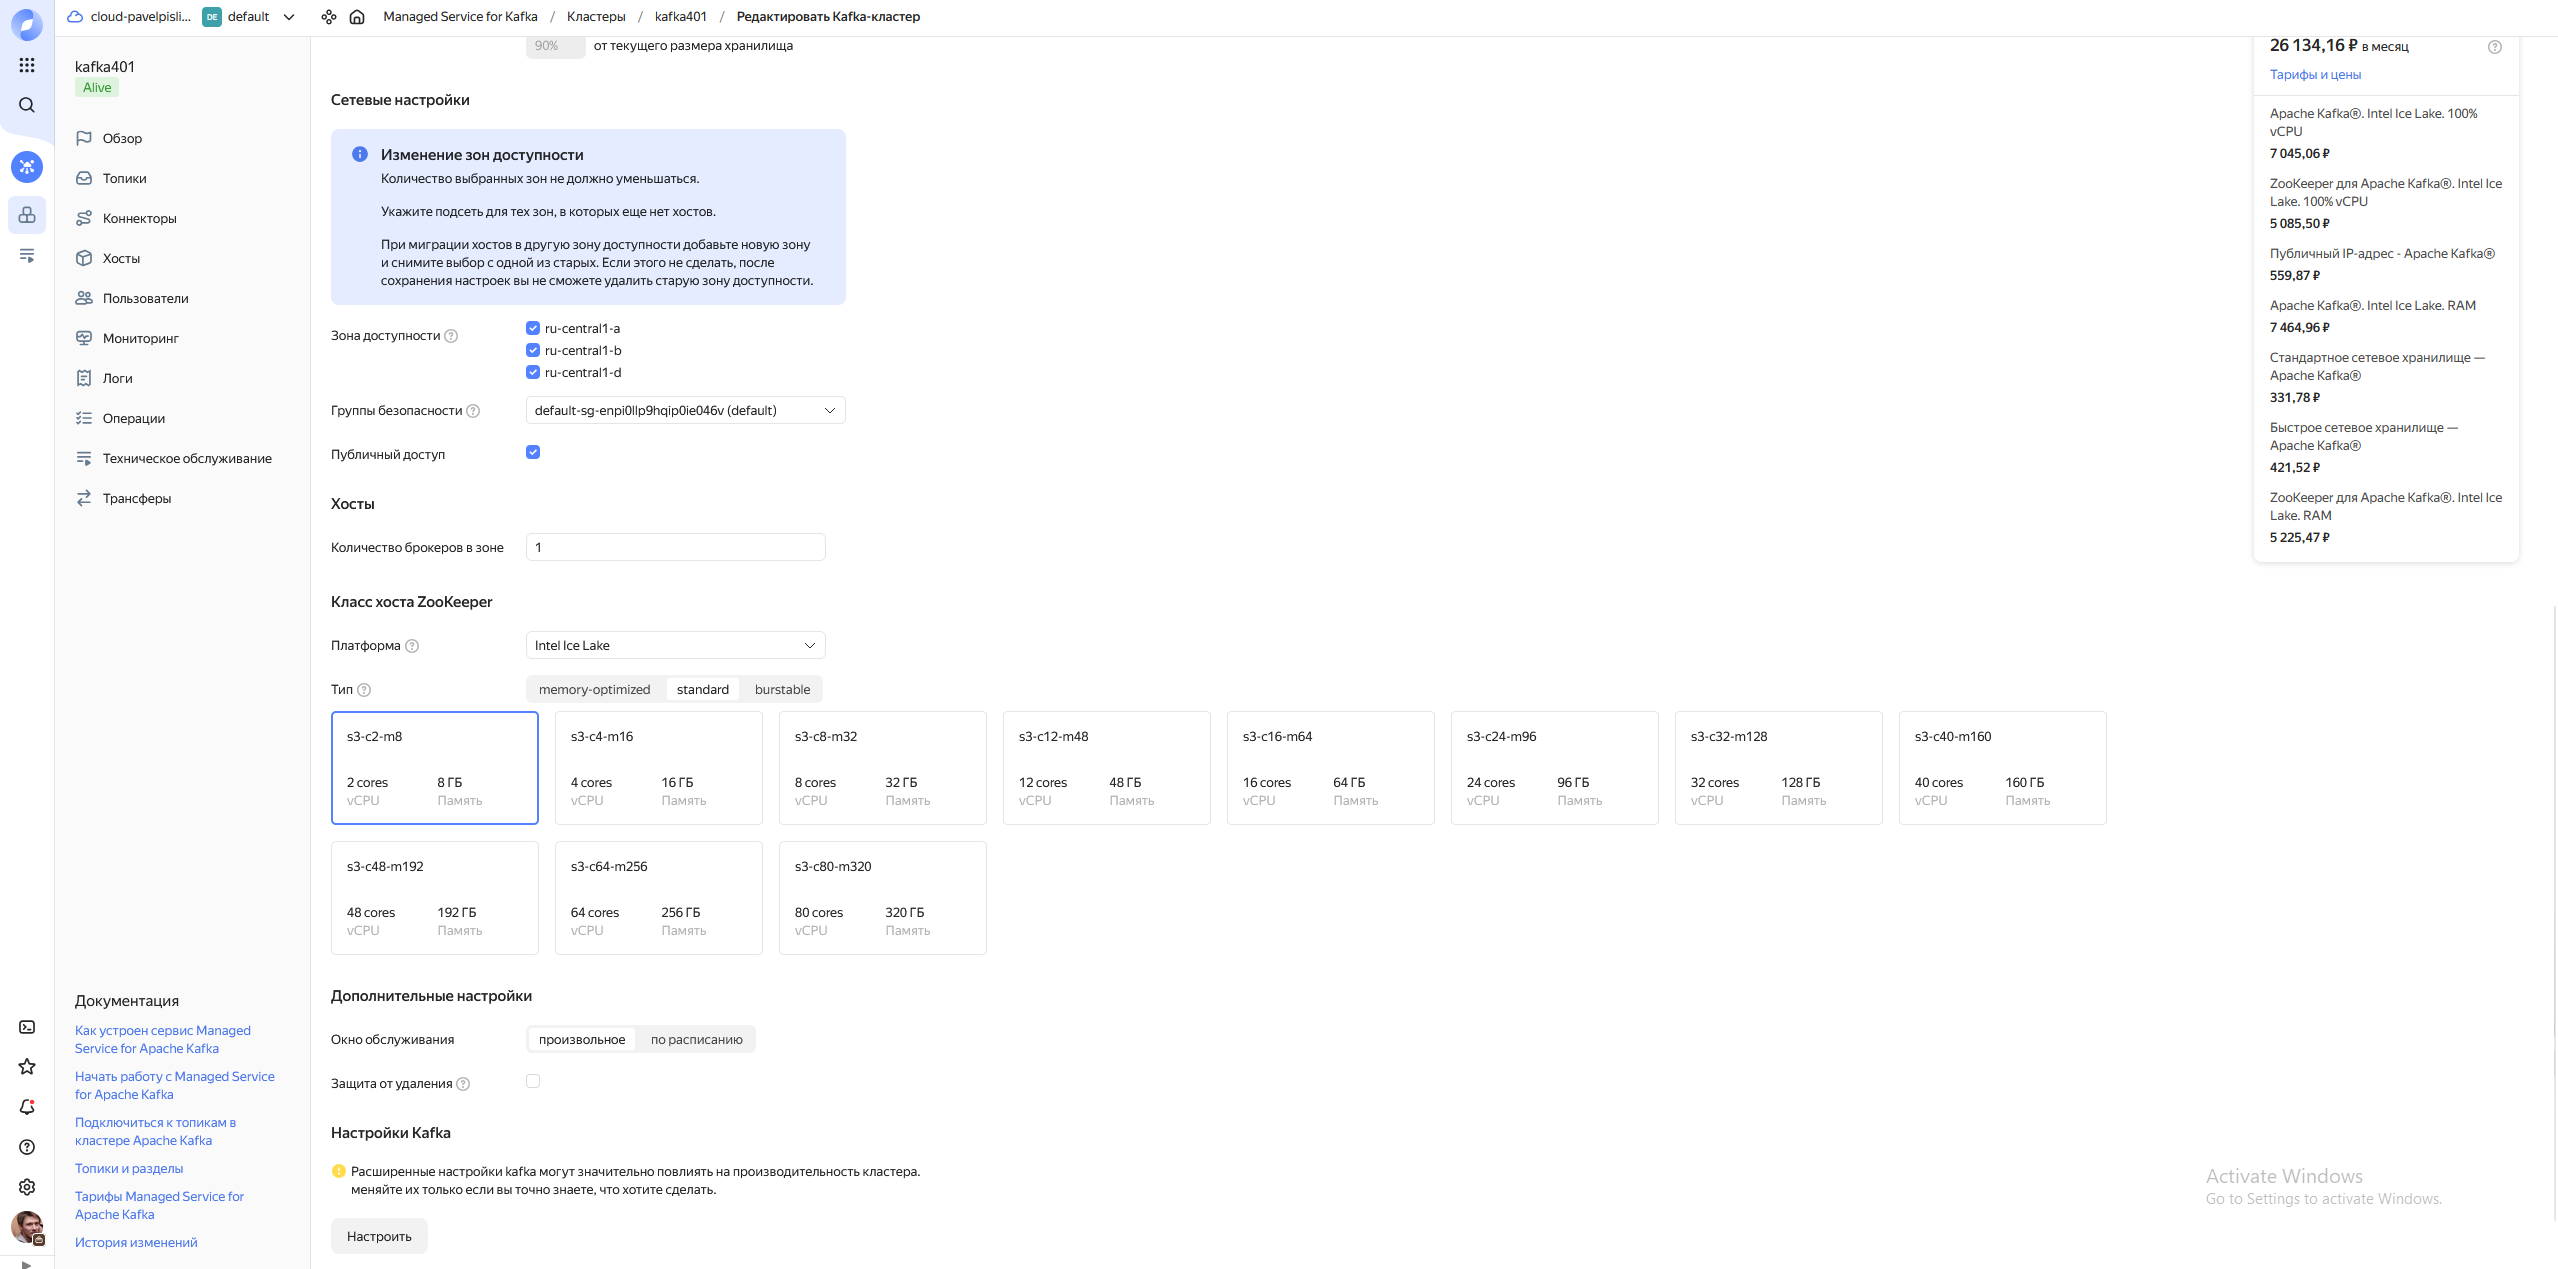 cloud-pavelpisli...
DE
default
Managed Service for Kafka / Кластеры / kafka401 / Редактировать Kafka-кластер
kafka401
Alive
Обзор
Топики
Коннекторы
Хосты
Пользователи
Мониторинг
Логи
Операции
Техническое обслуживание
Трансферы
Документация
Как устроен сервис Managed
Service for Apache Kafka
Начать работу с Managed Service
for Apache Kafka
Подключиться к топикам в
кластере Apache Kafka
Топики и разделы
Тарифы Managed Service for
Apache Kafka
История изменений
90% от текущего размера хранилища
Сетевые настройки
Изменение зон доступности
Количество выбранных зон не должно уменьшаться.
Укажите подсеть для тех зон, в которых еще нет хостов.
При миграции хостов в другую зону доступности добавьте новую зону
и снимите выбор с одной из старых. Если этого не сделать, после
сохранения настроек вы не сможете удалить старую зону доступности.
Зона доступности
ru-central1-a
ru-central1-b
ru-central1-d
Группы безопасности
default-sg-enpi0llp9hqip0ie046v (default)
Публичный доступ
Хосты
Количество брокеров в зоне
1
Класс хоста ZooKeeper
Платформа
Intel Ice Lake
Тип
memory-optimized standard burstable
s3-c2-m8
2 cores 8 ГБ
vCPU Память
s3-c4-m16
4 cores 16 ГБ
vCPU Память
s3-c8-m32
8 cores 32 ГБ
vCPU Память
s3-c12-m48
12 cores 48 ГБ
vCPU Память
s3-c16-m64
16 cores 64 ГБ
vCPU Память
s3-c24-m96
24 cores 96 ГБ
vCPU Память
s3-c32-m128
32 cores 128 ГБ
vCPU Память
s3-c40-m160
40 cores 160 ГБ
vCPU Память
s3-c48-m192
48 cores 192 ГБ
vCPU Память
s3-c64-m256
64 cores 256 ГБ
vCPU Память
s3-c80-m320
80 cores 320 ГБ
vCPU Память
Дополнительные настройки
Окно обслуживания
произвольное по расписанию
Защита от удаления
Настройки Kafka
Расширенные настройки kafka могут значительно повлиять на производительность кластера.
меняйте их только если вы точно знаете, что хотите сделать.
Настроить
26 134,16 ₽ в месяц
Тарифы и цены
Apache Kafka®. Intel Ice Lake. 100%
vCPU
7 045,06 ₽
ZooKeeper для Apache Kafka®. Intel Ice
Lake. 100% vCPU
5 085,50 ₽
Публичный IP-адрес - Apache Kafka®
559,87 ₽
Apache Kafka®. Intel Ice Lake. RAM
7 464,96 ₽
Стандартное сетевое хранилище —
Apache Kafka®
331,78 ₽
Быстрое сетевое хранилище —
Apache Kafka®
421,52 ₽
ZooKeeper для Apache Kafka®. Intel Ice
Lake. RAM
5 225,47 ₽
Activate Windows
Go to Settings to activate Windows.